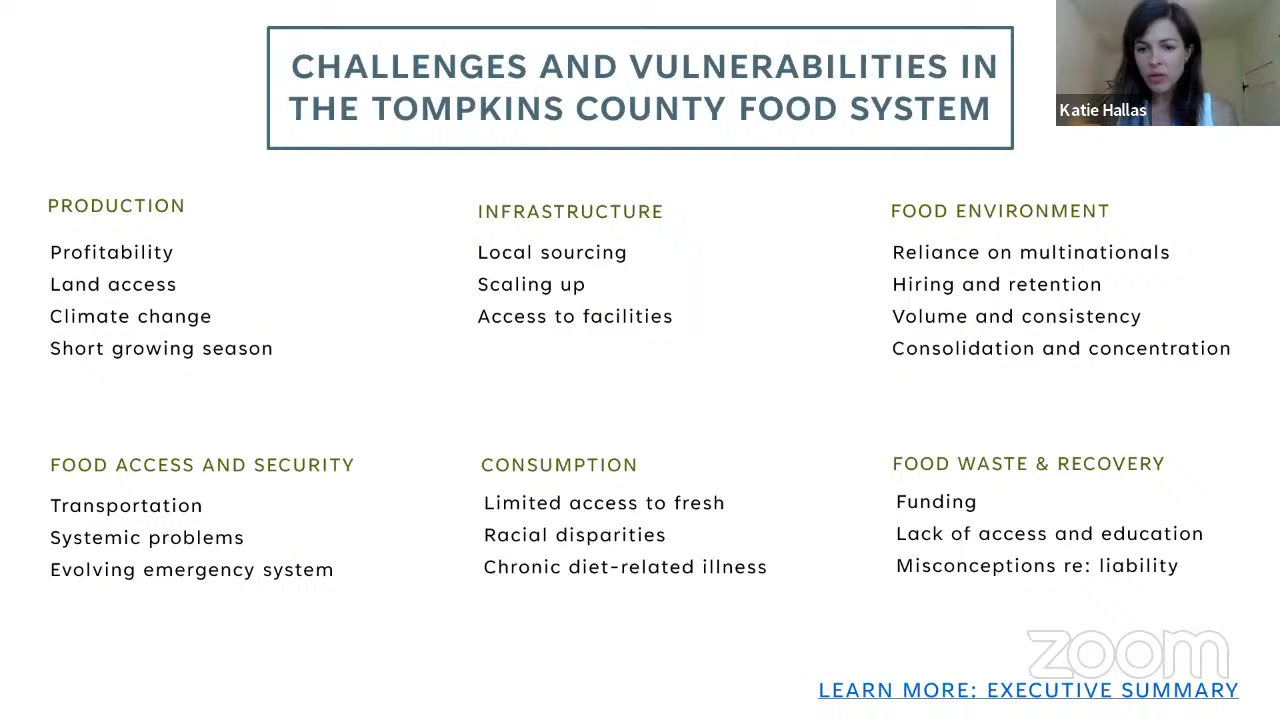 CHALLENGES AND VULNERABILITIES IN
THE TOMPKINS COUNTY FOOD SYSTEM
Katie Hallas
PRODUCTION
Profitability
Land access
Climate change
Short growing season
INFRASTRUCTURE
Local sourcing
Scaling up
Access to facilities
FOOD ENVIRONMENT
Reliance on multinationals
Hiring and retention
Volume and consistency
Consolidation and concentration
FOOD ACCESS AND SECURITY
Transportation
Systemic problems
Evolving emergency system
CONSUMPTION
Limited access to fresh
Racial disparities
Chronic diet-related illness
FOOD WASTE & RECOVERY
Funding
Lack of access and education
Misconceptions re: liability
zoom
LEARN MORE: EXECUTIVE SUMMARY